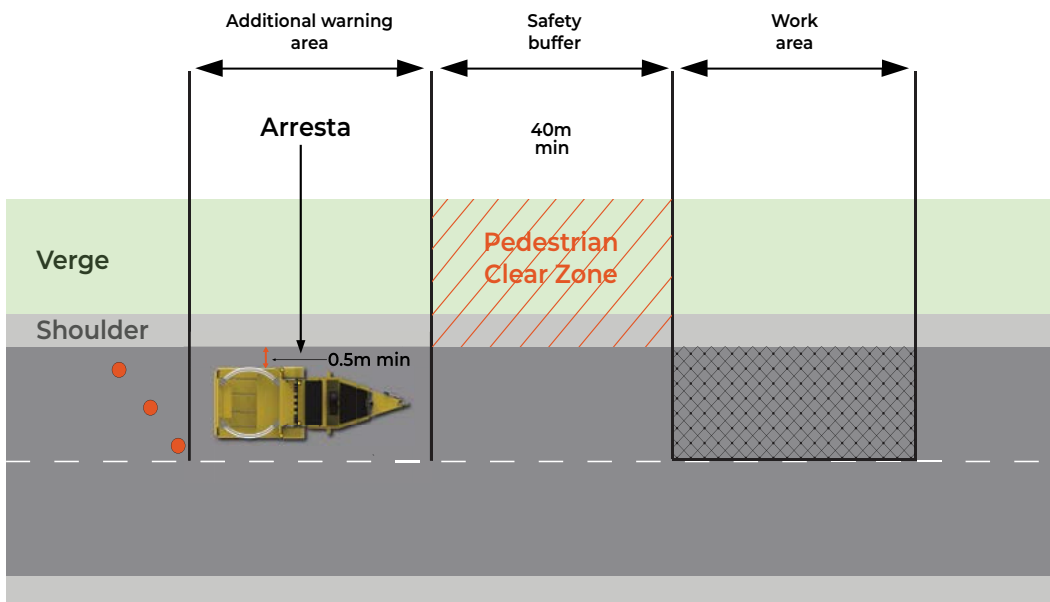 Additional warning
area
Safety
buffer
Work
area
Arresta
40m
min
Verge
Pedestrian
Clear Zone
Shoulder
0.5m min